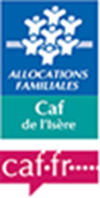 ALLOCATIONS
FAMILIALES
Caf
de l'Isère
caf.fr